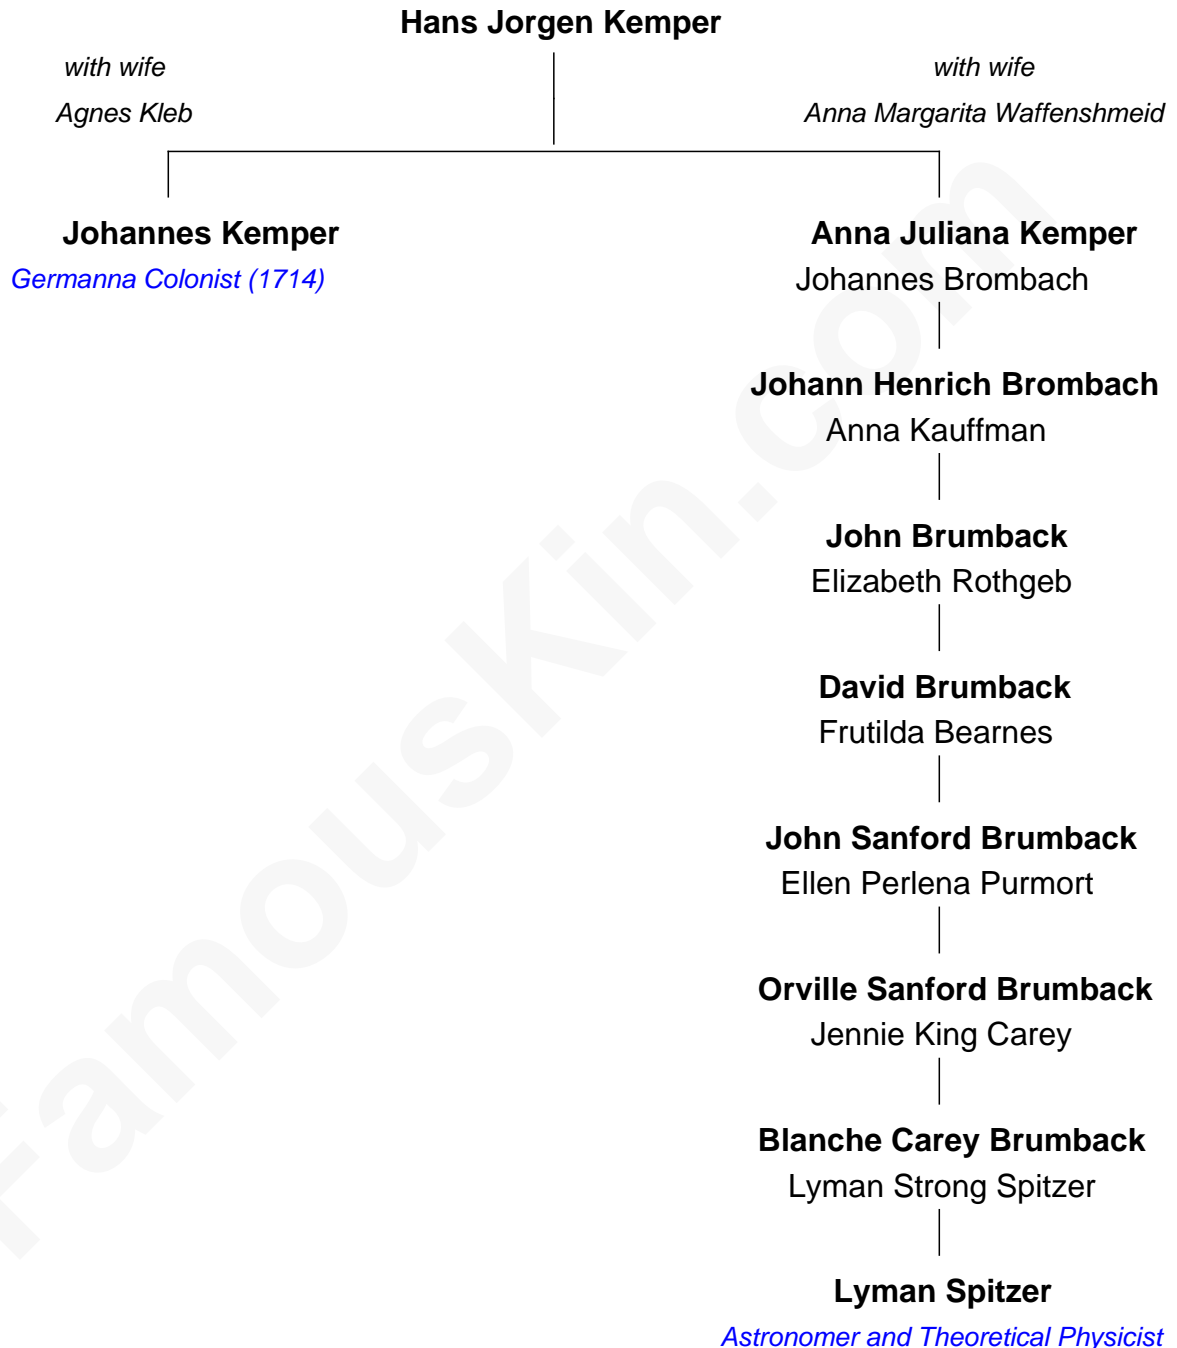 Hans Jorgen Kemper
with wife
Agnes Kleb
with wife
Anna Margarita Waffenshmeid
Johannes Kemper
Germanna Colonist (1714)
Anna Juliana Kemper
Johannes Brombach
Johann Henrich Brombach
Anna Kauffman
John Brumback
Elizabeth Rothgeb
David Brumback
Frutilda Bearnes
John Sanford Brumback
Ellen Perlena Purmort
Orville Sanford Brumback
Jennie King Carey
Blanche Carey Brumback
Lyman Strong Spitzer
Lyman Spitzer
Astronomer and Theoretical Physicist
FamousKin.com